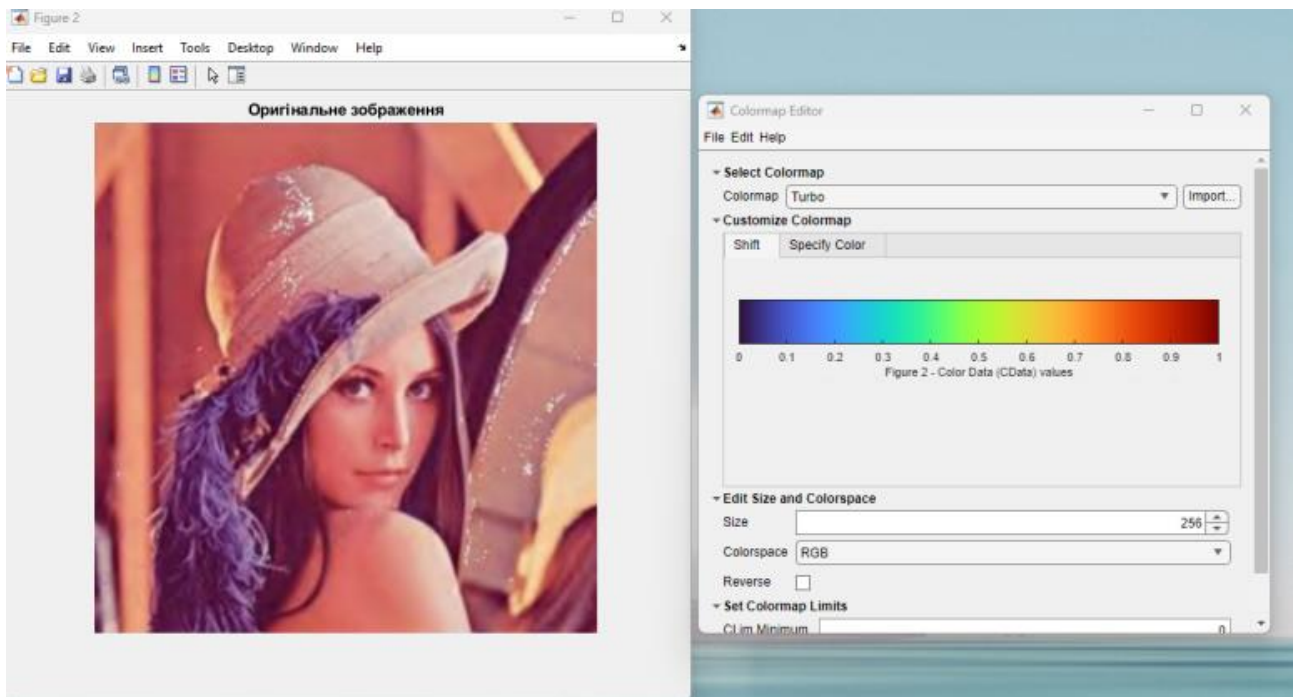 Figure 2
File Edit View Insert Tools Desktop Window Help
Оригінальне зображення
Colormap Editor
File Edit Help
Select Colormap
Colormap Turbo Import...
Customize Colormap
Shift Specify Color
0 0.1 0.2 0.3 0.4 0.5 0.6 0.7 0.8 0.9 1
Figure 2 - Color Data (CData) values
Edit Size and Colorspace
Size 256
Colorspace RGB
Reverse
Set Colormap Limits
CLim Minimum 0